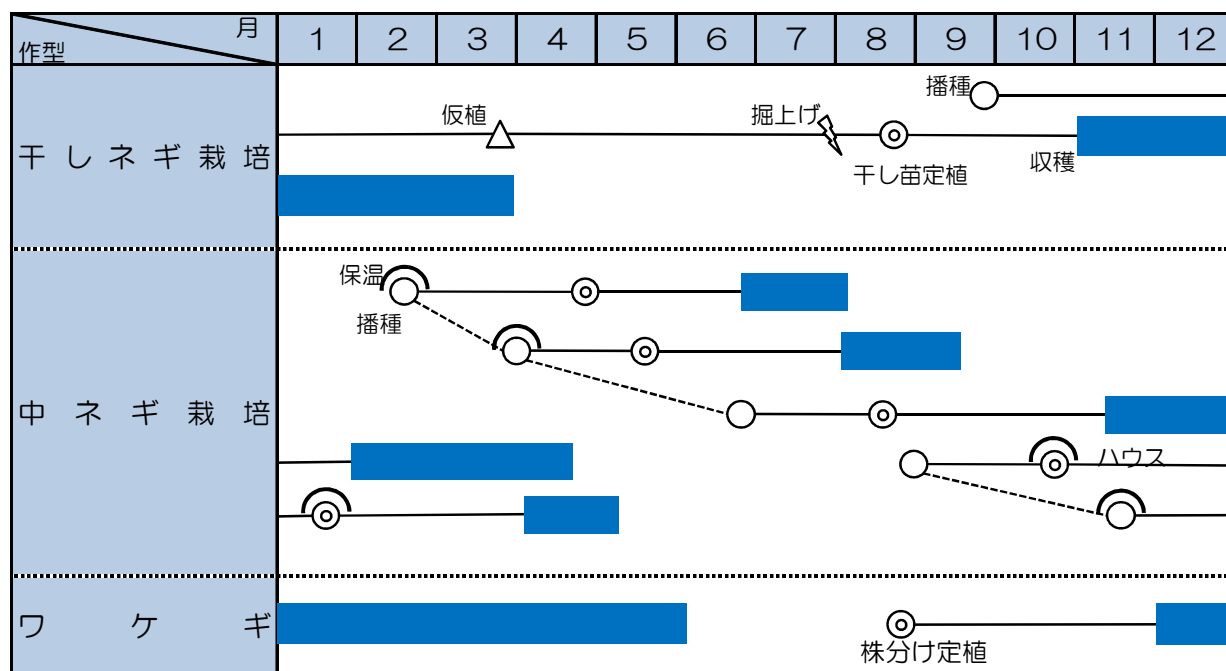 月
作型
1 2 3 4 5 6 7 8 9 10 11 12
播種
仮植
掘上げ
干しネギ栽培
収穫
干し苗定植
保温
播種
中ネギ栽培
ハウス
ワケギ
株分け定植